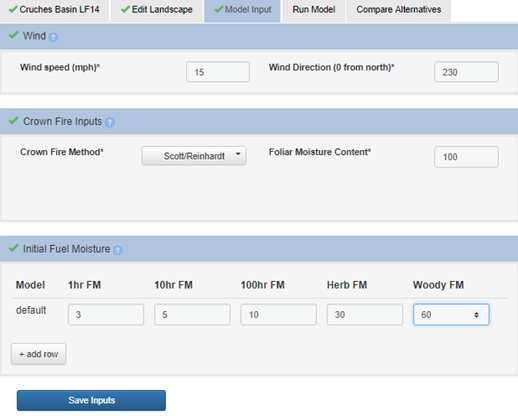 Cruches Basin LF14 Edit Landscape Model Input Run Model Compare Alternatives
Wind ?
Wind speed (mph)* 15 Wind Direction (0 from north)* 230
Crown Fire Inputs ?
Crown Fire Method* Scott/Reinhardt Foliar Moisture Content* 100
Initial Fuel Moisture ?
Model 1hr FM 10hr FM 100hr FM Herb FM Woody FM
default 3 5 10 30 60
+ add row
Save Inputs